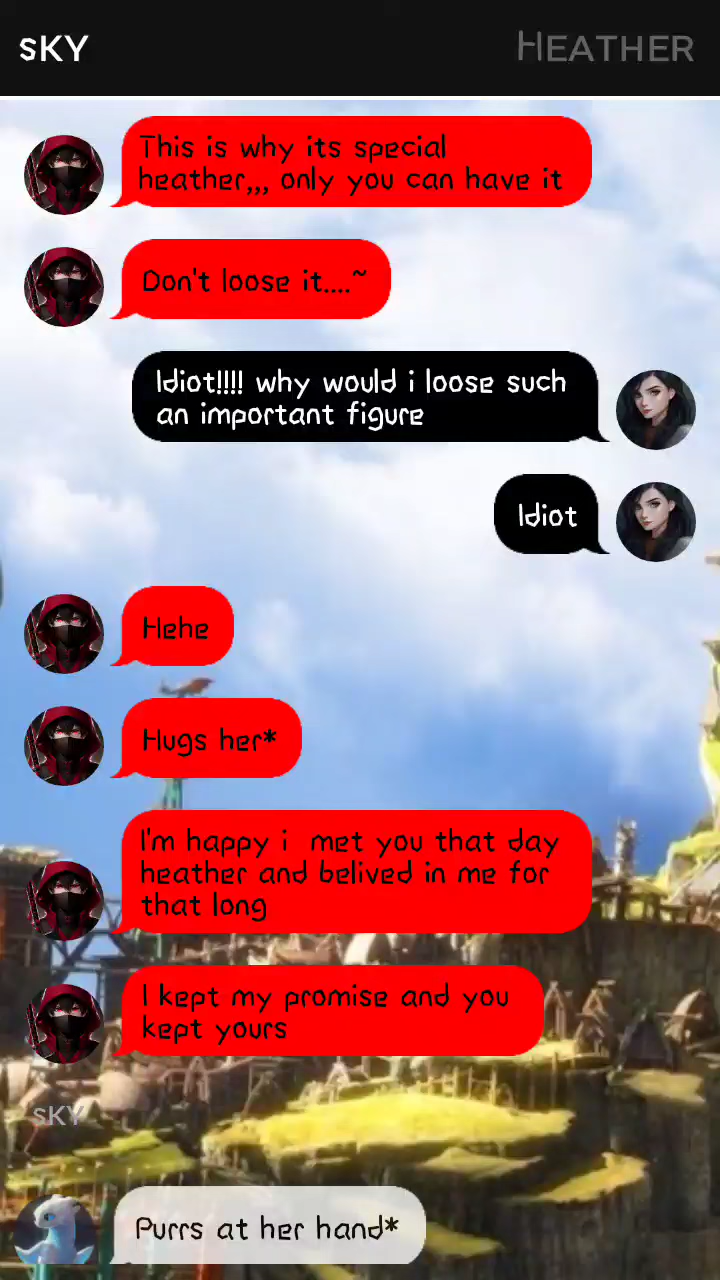 sKY
HEATHER
This is why its special
heather,,, only you can have it
Don't loose it....~
Idiot!!!! why would i loose such
an important figure
Idiot
Hehe
Hugs her*
I'm happy i  met you that day
heather and belived in me for
that long
I kept my promise and you
kept yours
sKY
Purrs at her hand*